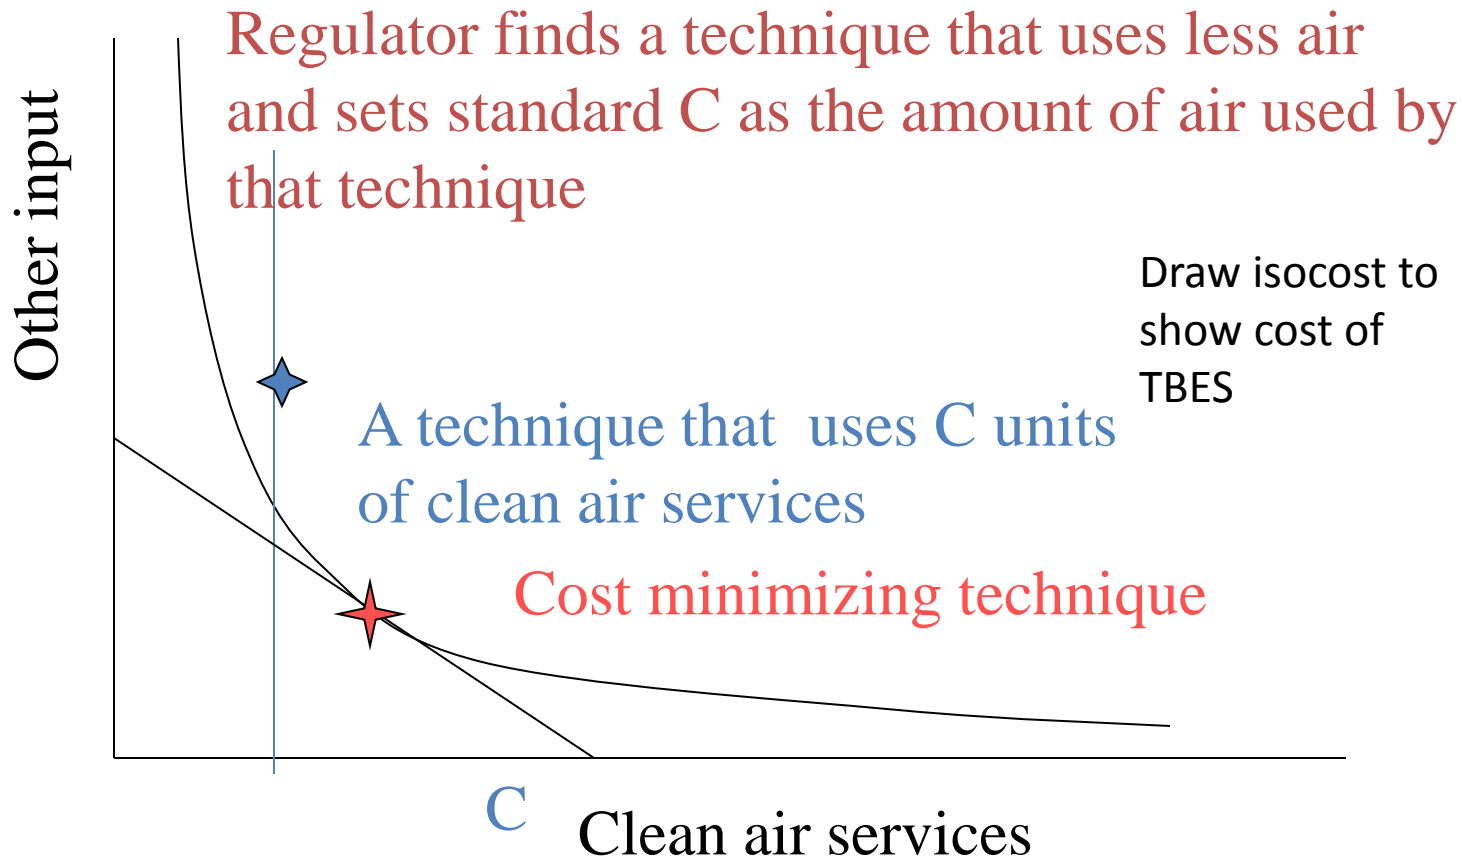 Regulator finds a technique that uses less air
and sets standard C as the amount of air used by
that technique
Other input
Draw isocost to
show cost of
TBES
A technique that  uses C units
of clean air services
Cost minimizing technique
C
Clean air services